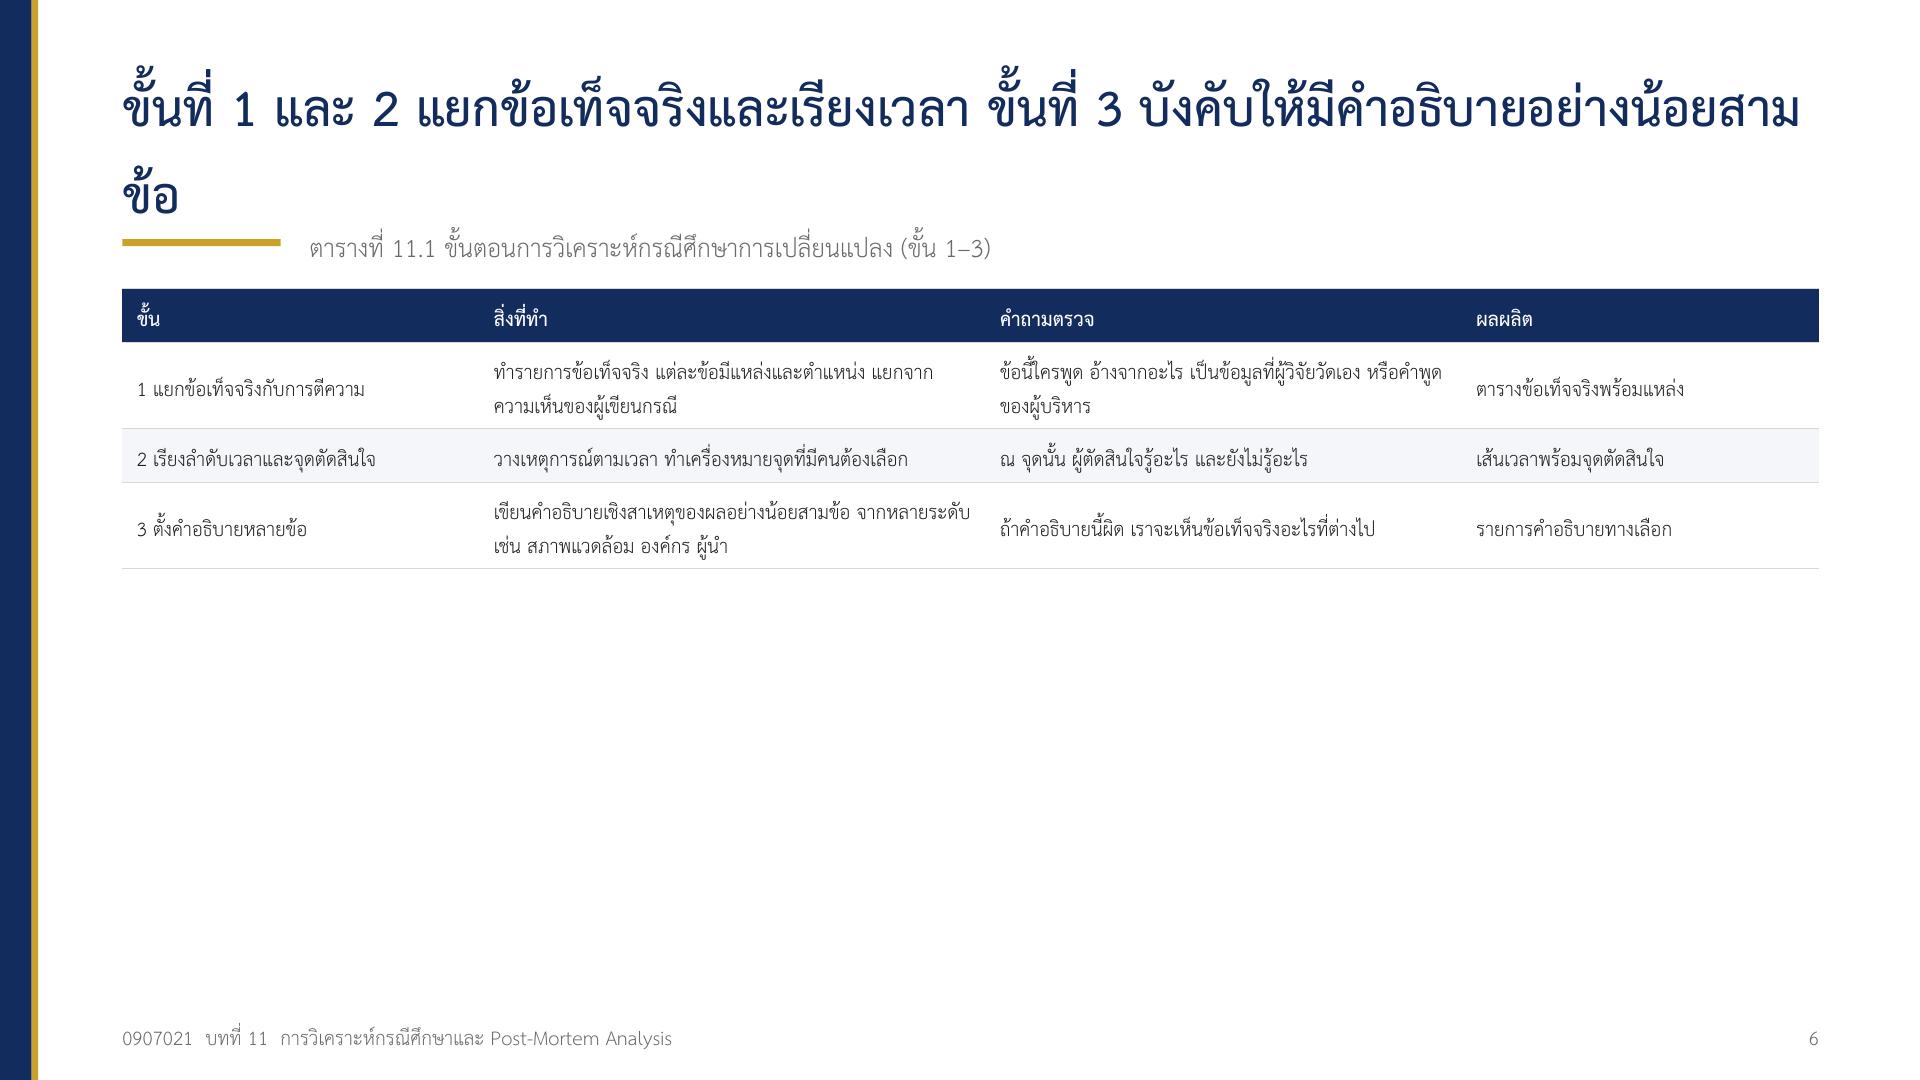 ขั้นที่ 1 และ 2 แยกข้อเท็จจริงและเรียงเวลา ขั้นที่ 3 บังคับให้มีคำอธิบายอย่างน้อยสาม
ข้อ
ตารางที่ 11.1 ขั้นตอนการวิเคราะห์กรณีศึกษาการเปลี่ยนแปลง (ขั้น 1–3)
ขั้น สิ่งที่ทำ คำถามตรวจ ผลผลิต
1 แยกข้อเท็จจริงกับการตีความ
ทำรายการข้อเท็จจริง แต่ละข้อมีแหล่งและตำแหน่ง แยกจาก
ความเห็นของผู้เขียนกรณี
ข้อนี้ใครพูด อ้างจากอะไร เป็นข้อมูลที่ผู้วิจัยวัดเอง หรือคำพูด
ของผู้บริหาร
ตารางข้อเท็จจริงพร้อมแหล่ง
2 เรียงลำดับเวลาและจุดตัดสินใจ
วางเหตุการณ์ตามเวลา ทำเครื่องหมายจุดที่มีคนต้องเลือก
ณ จุดนั้น ผู้ตัดสินใจรู้อะไร และยังไม่รู้อะไร
เส้นเวลาพร้อมจุดตัดสินใจ
3 ตั้งคำอธิบายหลายข้อ
เขียนคำอธิบายเชิงสาเหตุของผลอย่างน้อยสามข้อ จากหลายระดับ
เช่น สภาพแวดล้อม องค์กร ผู้นำ
ถ้าคำอธิบายนี้ผิด เราจะเห็นข้อเท็จจริงอะไรที่ต่างไป
รายการคำอธิบายทางเลือก
0907021 บทที่ 11 การวิเคราะห์กรณีศึกษาและ Post-Mortem Analysis
6